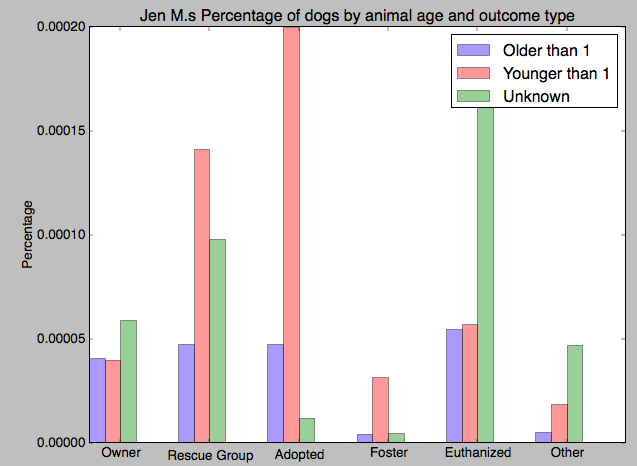 Jen M.s Percentage of dogs by animal age and outcome type
0.00020
Older than 1
Younger than 1
Unknown
0.00015
0.00010
0.00005
0.00000
Percentage
Owner
Rescue Group
Adopted
Foster
Euthanized
Other